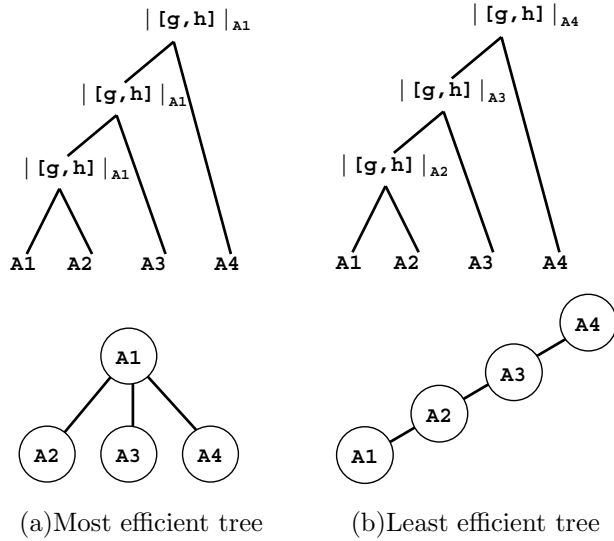 | [g,h] |A1
| [g,h] |A1
| [g,h] |A1
A1 A2 A3 A4
A1
A2 A3 A4
(a)Most efficient tree
| [g,h] |A4
| [g,h] |A3
| [g,h] |A2
A1 A2 A3 A4
A4
A3
A2
A1
(b)Least efficient tree